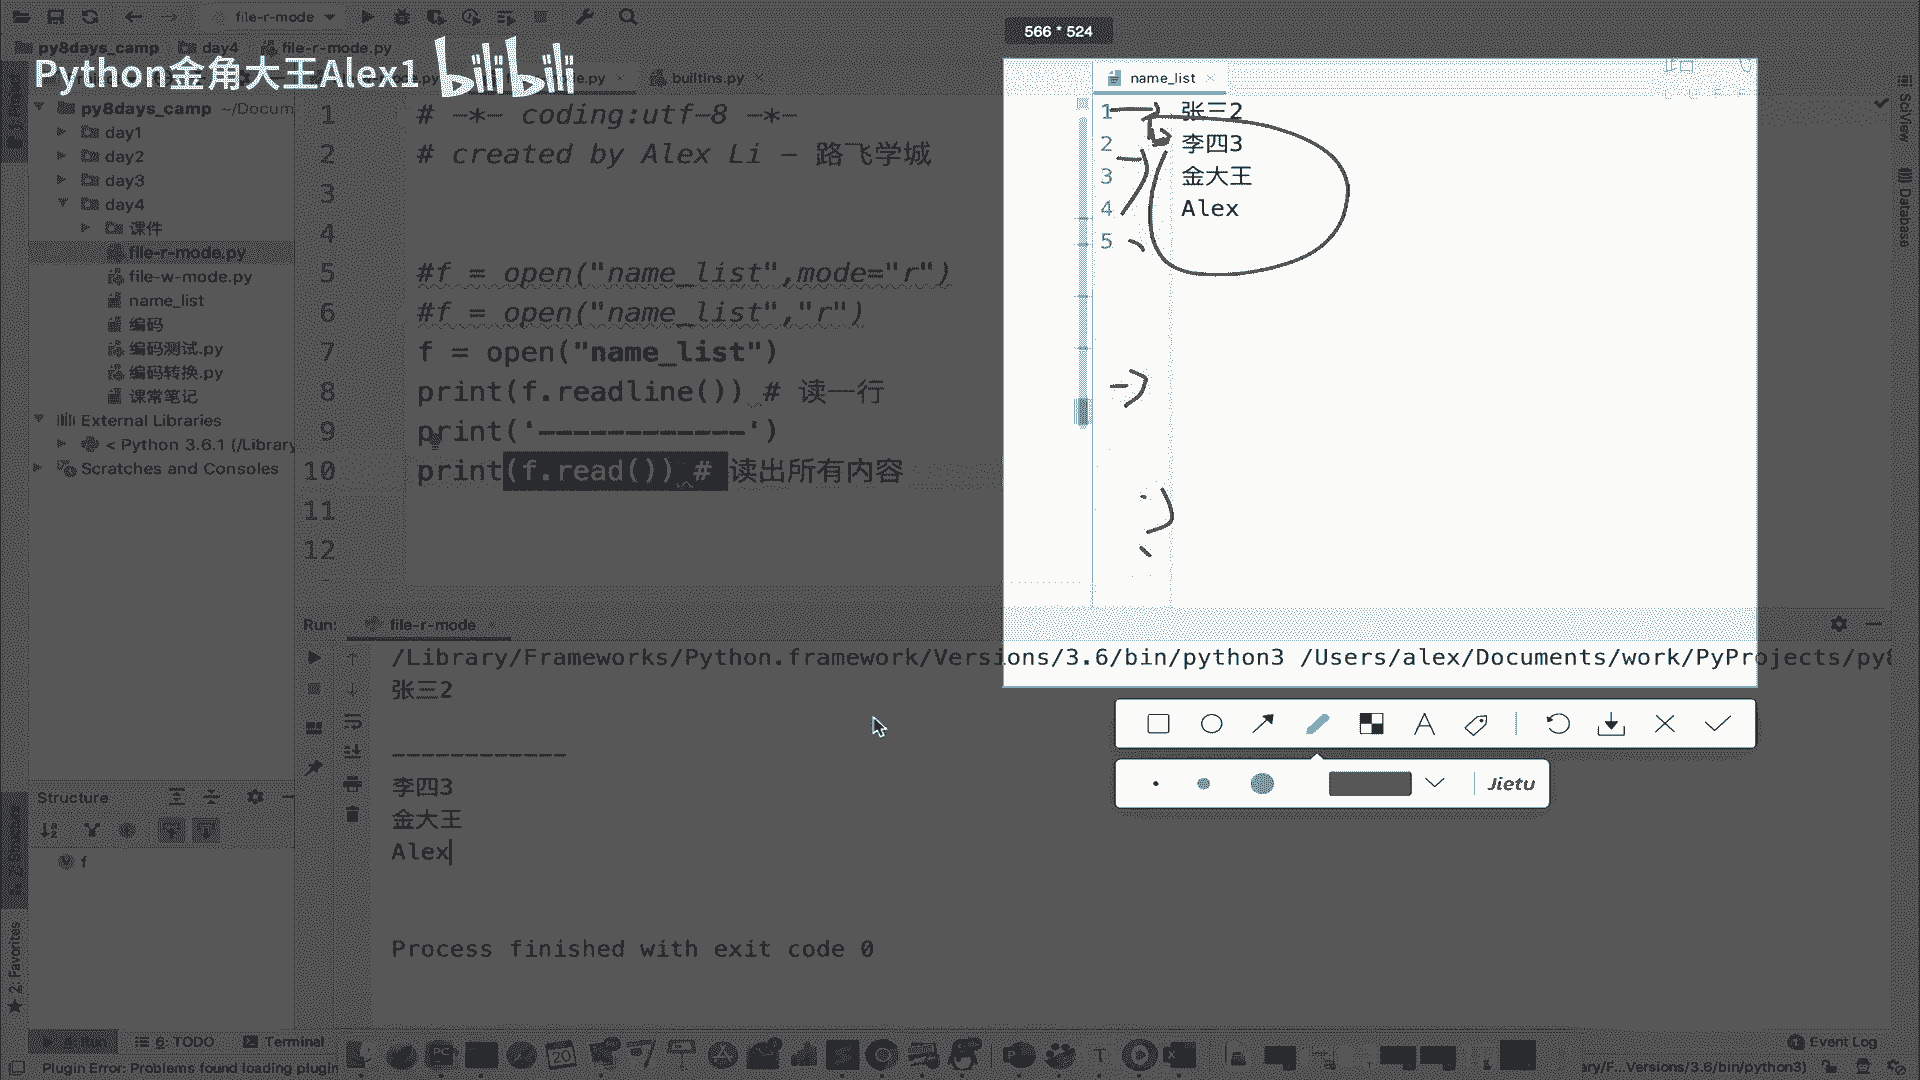 file-r-mode
py8days_camp
day4
file-r-mode.py
Python金角大王Alex1 bilibili
builtins.py
py8days_camp ~/Docum
day1
day2
day3
day4
课件
file-r-mode.py
file-w-mode.py
name_list
编码
编码测试.py
编码转换.py
课常笔记
External Libraries
< Python 3.6.1 (/Library
Scratches and Consoles
1 # -*- coding:utf-8 -*-
2 # created by Alex Li - 路飞学城
3
4
5 #f = open("name_list",mode="r")
6 #f = open("name_list","r")
7 f = open("name_list")
8 print(f.readline()) # 读一行
9 print('------------')
10 print(f.read()) # 读出所有内容
11
12
566 * 524
name_list
1 张三2
2 李四3
3 金大王
4 Alex
5
SciView
Database
Run: file-r-mode
/Library/Frameworks/Python.framework/Versions/3.6/bin/python3 /Users/alex/Documents/work/PyProjects/py8
张三2
------------
李四3
金大王
Alex
Process finished with exit code 0
Jietu
Structure
f
2: Favorites
6: TODO
Terminal
Event Log
Plugin Error: Problems found loading plugin
ary/F...Versions/3.6/bin/python3)